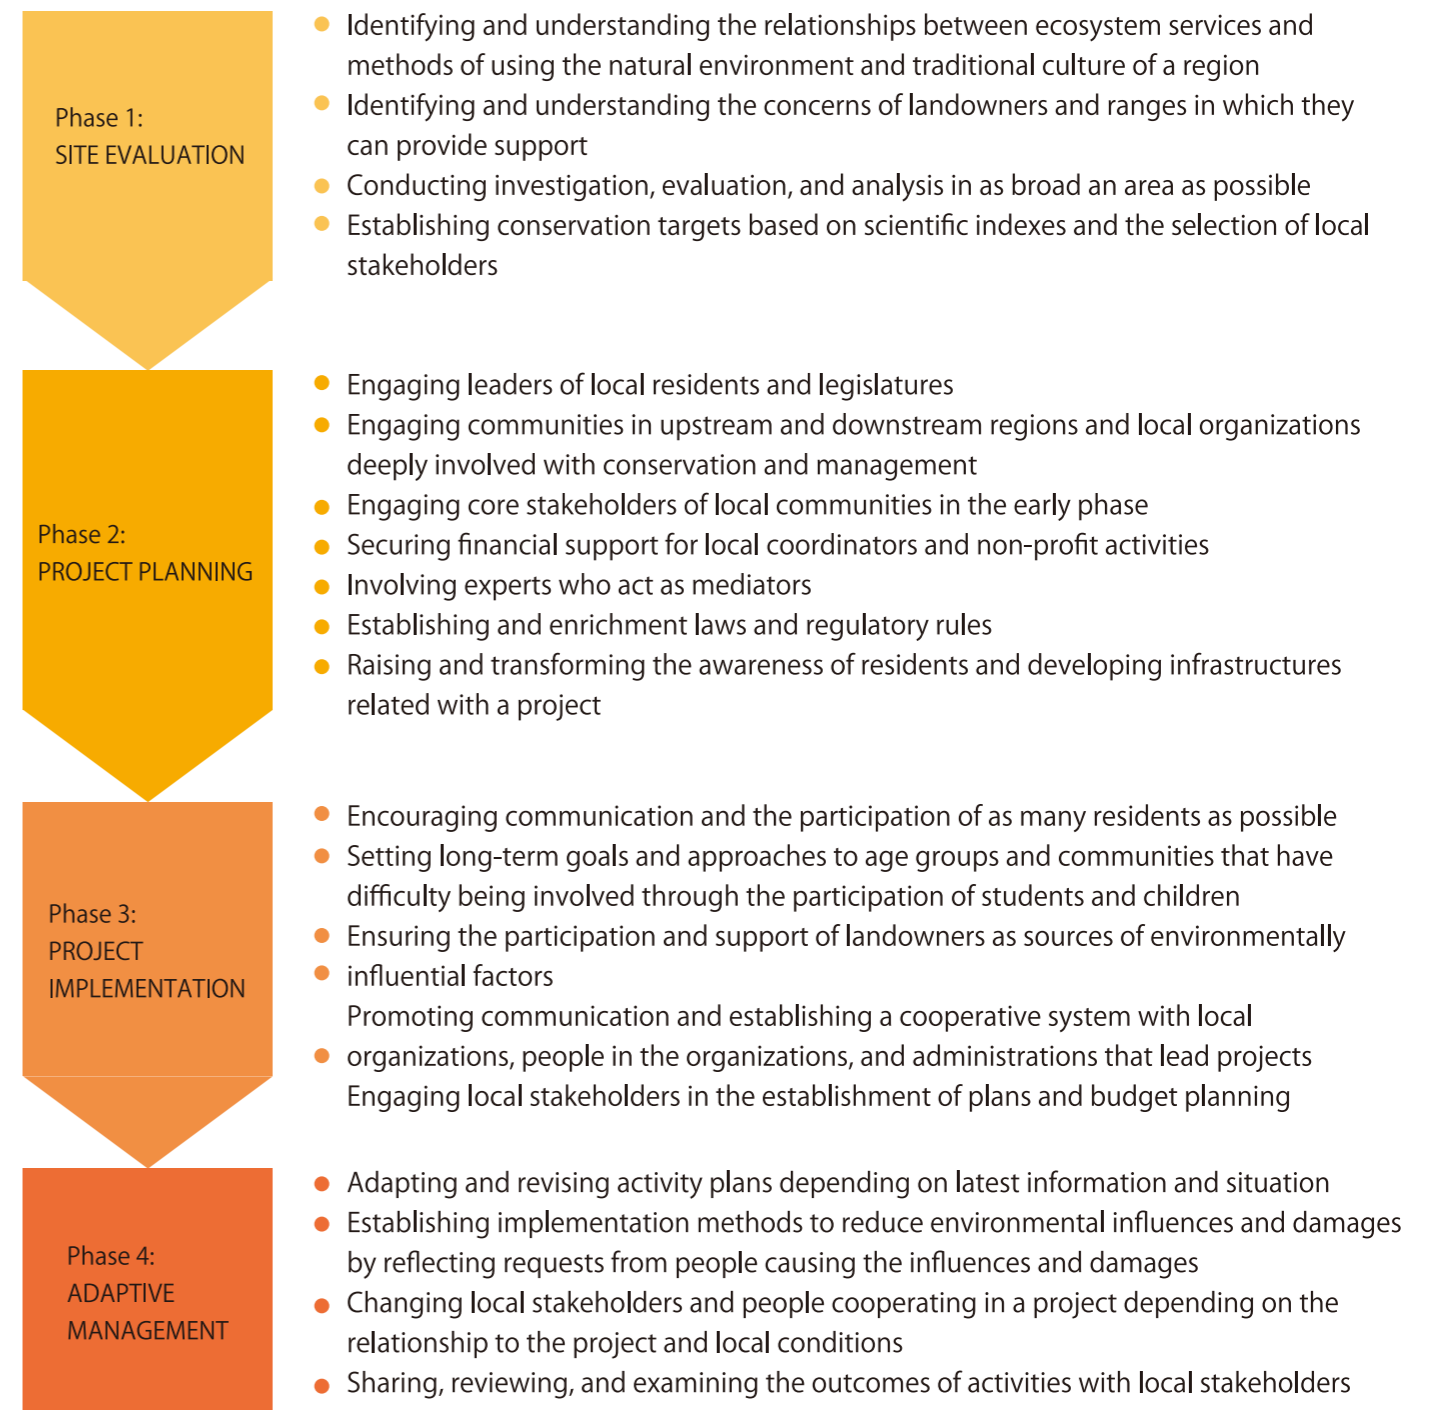 Phase 1:
SITE EVALUATION
Identifying and understanding the relationships between ecosystem services and
methods of using the natural environment and traditional culture of a region
Identifying and understanding the concerns of landowners and ranges in which they
can provide support
Conducting investigation, evaluation, and analysis in as broad an area as possible
Establishing conservation targets based on scientific indexes and the selection of local
stakeholders
Phase 2:
PROJECT PLANNING
Engaging leaders of local residents and legislatures
Engaging communities in upstream and downstream regions and local organizations
deeply involved with conservation and management
Engaging core stakeholders of local communities in the early phase
Securing financial support for local coordinators and non-profit activities
Involving experts who act as mediators
Establishing and enrichment laws and regulatory rules
Raising and transforming the awareness of residents and developing infrastructures
related with a project
Phase 3:
PROJECT
IMPLEMENTATION
Encouraging communication and the participation of as many residents as possible
Setting long-term goals and approaches to age groups and communities that have
difficulty being involved through the participation of students and children
Ensuring the participation and support of landowners as sources of environmentally
influential factors
Promoting communication and establishing a cooperative system with local
organizations, people in the organizations, and administrations that lead projects
Engaging local stakeholders in the establishment of plans and budget planning
Phase 4:
ADAPTIVE
MANAGEMENT
Adapting and revising activity plans depending on latest information and situation
Establishing implementation methods to reduce environmental influences and damages
by reflecting requests from people causing the influences and damages
Changing local stakeholders and people cooperating in a project depending on the
relationship to the project and local conditions
Sharing, reviewing, and examining the outcomes of activities with local stakeholders